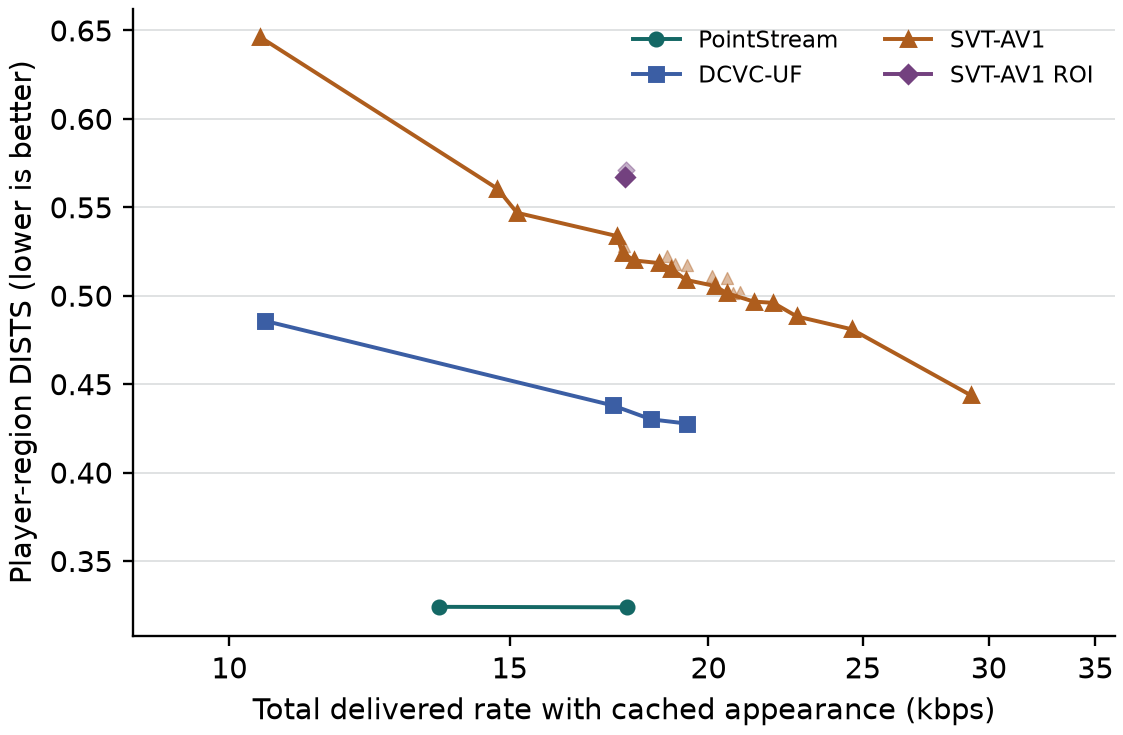 PointStream
DCVC-UF
SVT-AV1
SVT-AV1 ROI
Player-region DISTS (lower is better)
0.65
0.60
0.55
0.50
0.45
0.40
0.35
10
15
20
25
30
35
Total delivered rate with cached appearance (kbps)